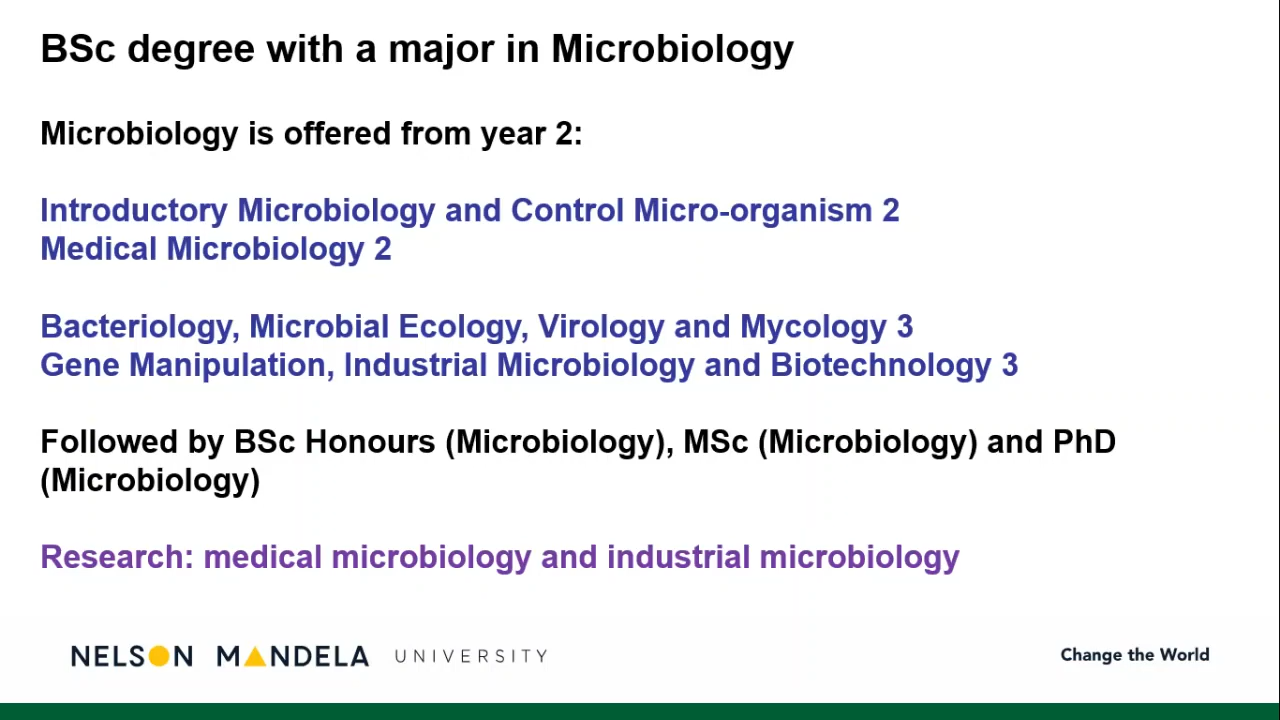 BSc degree with a major in Microbiology
Microbiology is offered from year 2:
Introductory Microbiology and Control Micro-organism 2
Medical Microbiology 2
Bacteriology, Microbial Ecology, Virology and Mycology 3
Gene Manipulation, Industrial Microbiology and Biotechnology 3
Followed by BSc Honours (Microbiology), MSc (Microbiology) and PhD
(Microbiology)
Research: medical microbiology and industrial microbiology
NELSON MANDELA UNIVERSITY
Change the World